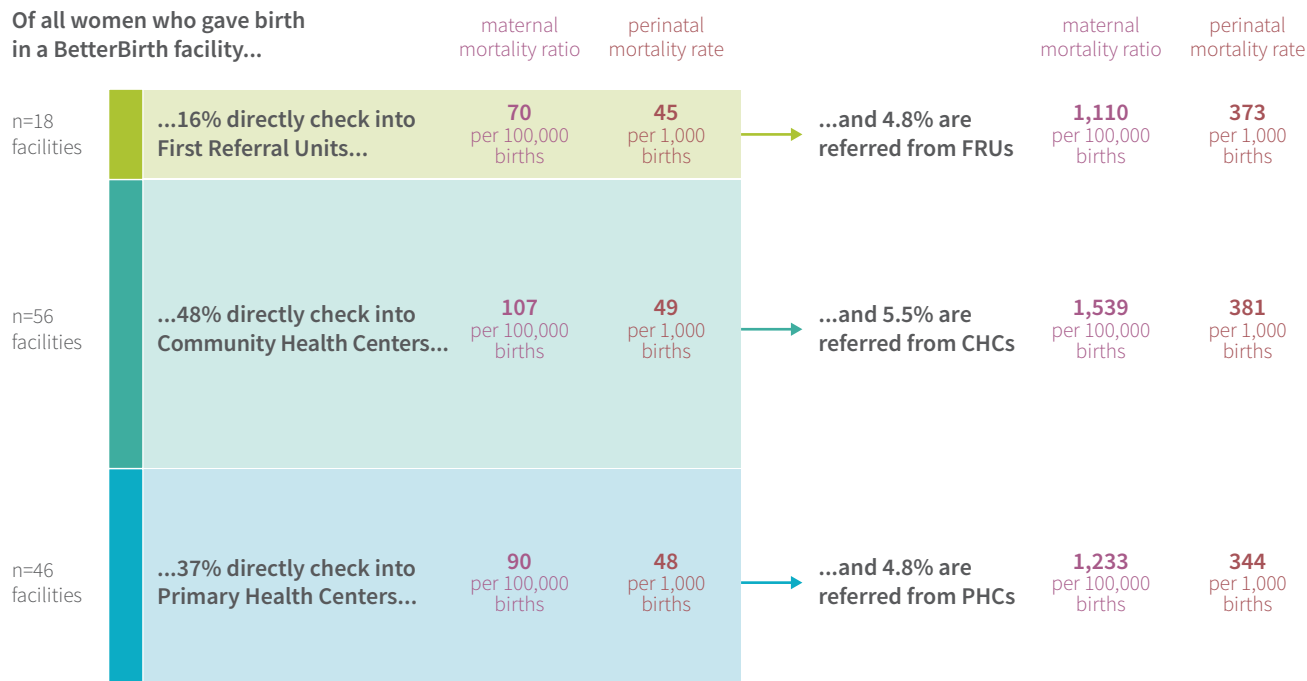 Of all women who gave birth
in a BetterBirth facility...
maternal
mortality ratio
perinatal
mortality rate
maternal
mortality ratio
perinatal
mortality rate
n=18
facilities
...16% directly check into
First Referral Units...
70
per 100,000
births
45
per 1,000
births
...and 4.8% are
referred from FRUs
1,110
per 100,000
births
373
per 1,000
births
n=56
facilities
...48% directly check into
Community Health Centers...
107
per 100,000
births
49
per 1,000
births
...and 5.5% are
referred from CHCs
1,539
per 100,000
births
381
per 1,000
births
n=46
facilities
...37% directly check into
Primary Health Centers...
90
per 100,000
births
48
per 1,000
births
...and 4.8% are
referred from PHCs
1,233
per 100,000
births
344
per 1,000
births